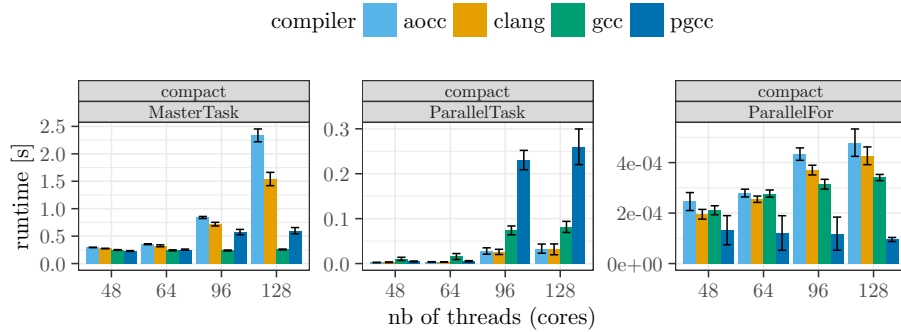 compiler aocc clang gcc pgcc
compact compact compact
MasterTask ParallelTask ParallelFor
runtime [s]
2.5
2.0
1.5
1.0
0.5
0.0
48 64 96 128
0.3
0.2
0.1
0.0
48 64 96 128
4e-04
2e-04
0e+00
48 64 96 128
nb of threads (cores)